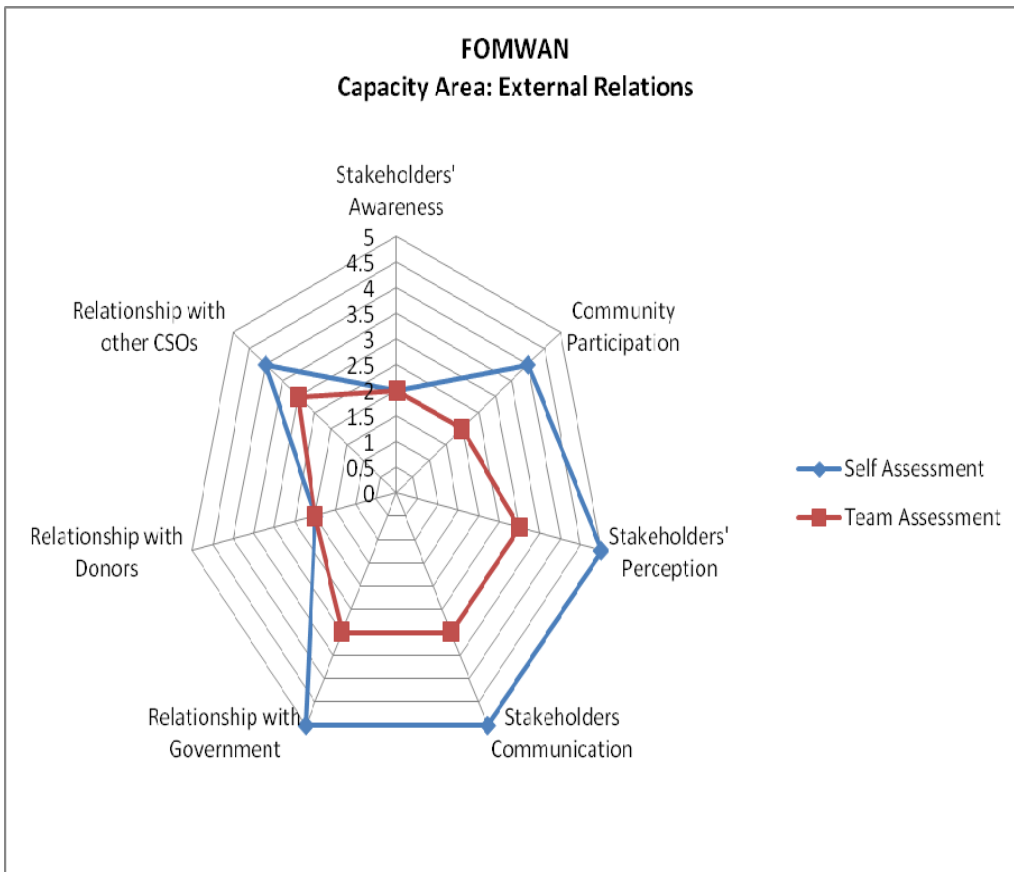 FOMWAN
Capacity Area: External Relations
Stakeholders'
Awareness
5
4.5
4
3.5
3
2.5
2
1.5
1
0.5
0
Community
Participation
Stakeholders'
Perception
Stakeholders
Communication
Relationship with
Government
Relationship with
Donors
Relationship with
other CSOs
Self Assessment
Team Assessment